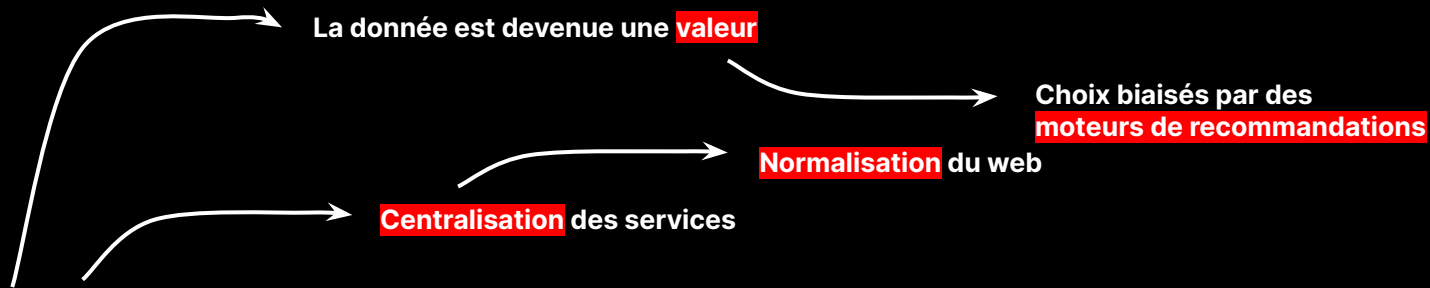 La donnée est devenue une valeur
Choix biaisés par des
moteurs de recommandations
Normalisation du web
Centralisation des services